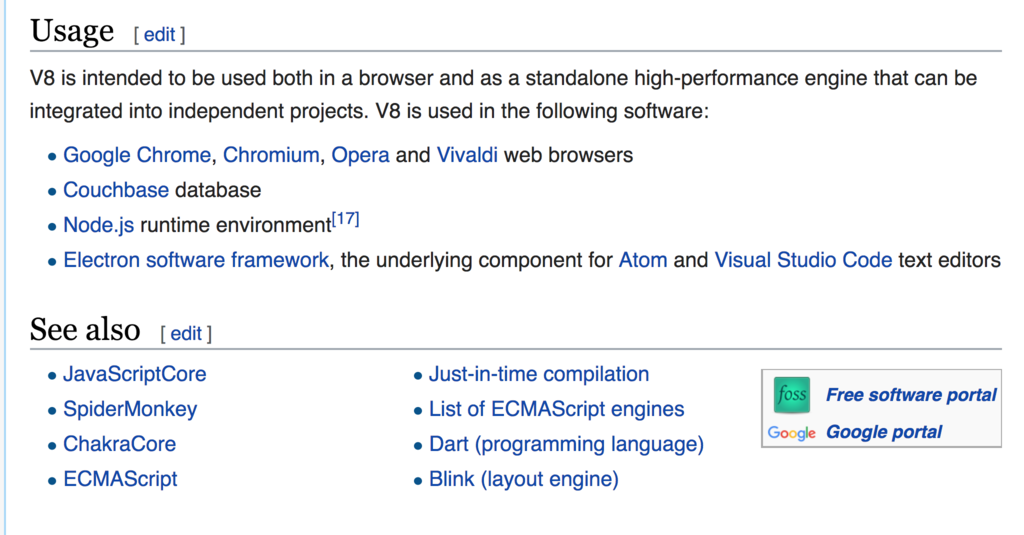 Usage [ edit ]
V8 is intended to be used both in a browser and as a standalone high-performance engine that can be
integrated into independent projects. V8 is used in the following software:
• Google Chrome, Chromium, Opera and Vivaldi web browsers
• Couchbase database
• Node.js runtime environment[17]
• Electron software framework, the underlying component for Atom and Visual Studio Code text editors
See also [ edit ]
• JavaScriptCore
• SpiderMonkey
• ChakraCore
• ECMAScript
• Just-in-time compilation
• List of ECMAScript engines
• Dart (programming language)
• Blink (layout engine)
foss Free software portal
Google Google portal